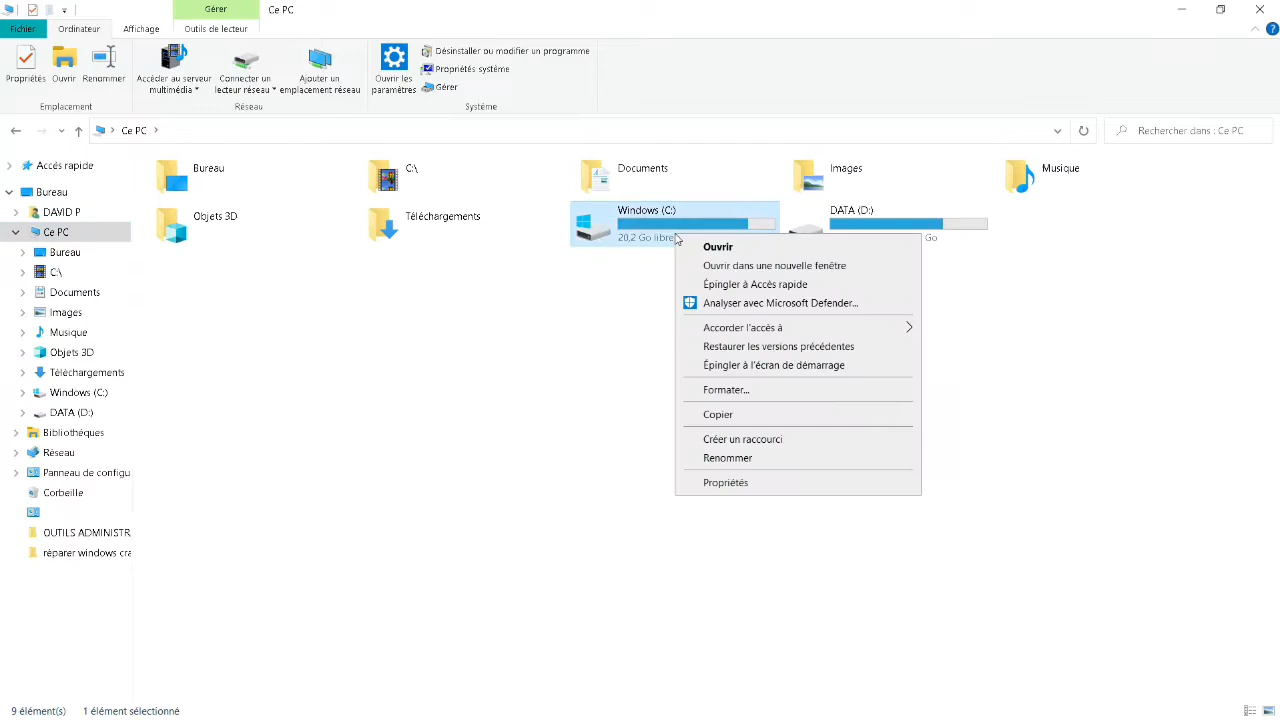 Gérer
Ce PC
Fichier
Ordinateur
Affichage
Outils de lecteur
Propriétés
Ouvrir
Renommer
Accéder au serveur
multimédia
Connecter un
lecteur réseau
Ajouter un
emplacement réseau
Ouvrir les
paramètres
Désinstaller ou modifier un programme
Propriétés système
Gérer
Emplacement
Réseau
Système
Ce PC
Rechercher dans : Ce PC
Accès rapide
Bureau
DAVID P
Ce PC
Bureau
C:\
Documents
Images
Musique
Objets 3D
Téléchargements
Windows (C:)
DATA (D:)
Bibliothèques
Réseau
Panneau de configu
Corbeille
OUTILS ADMINISTR
réparer windows cra
Bureau
C:\
Documents
Images
Musique
Objets 3D
Téléchargements
Windows (C:)
20,2 Go libre
DATA (D:)
Go
Ouvrir
Ouvrir dans une nouvelle fenêtre
Épingler à Accès rapide
Analyser avec Microsoft Defender...
Accorder l'accès à
Restaurer les versions précédentes
Épingler à l'écran de démarrage
Formater...
Copier
Créer un raccourci
Renommer
Propriétés
9 élément(s)
1 élément sélectionné